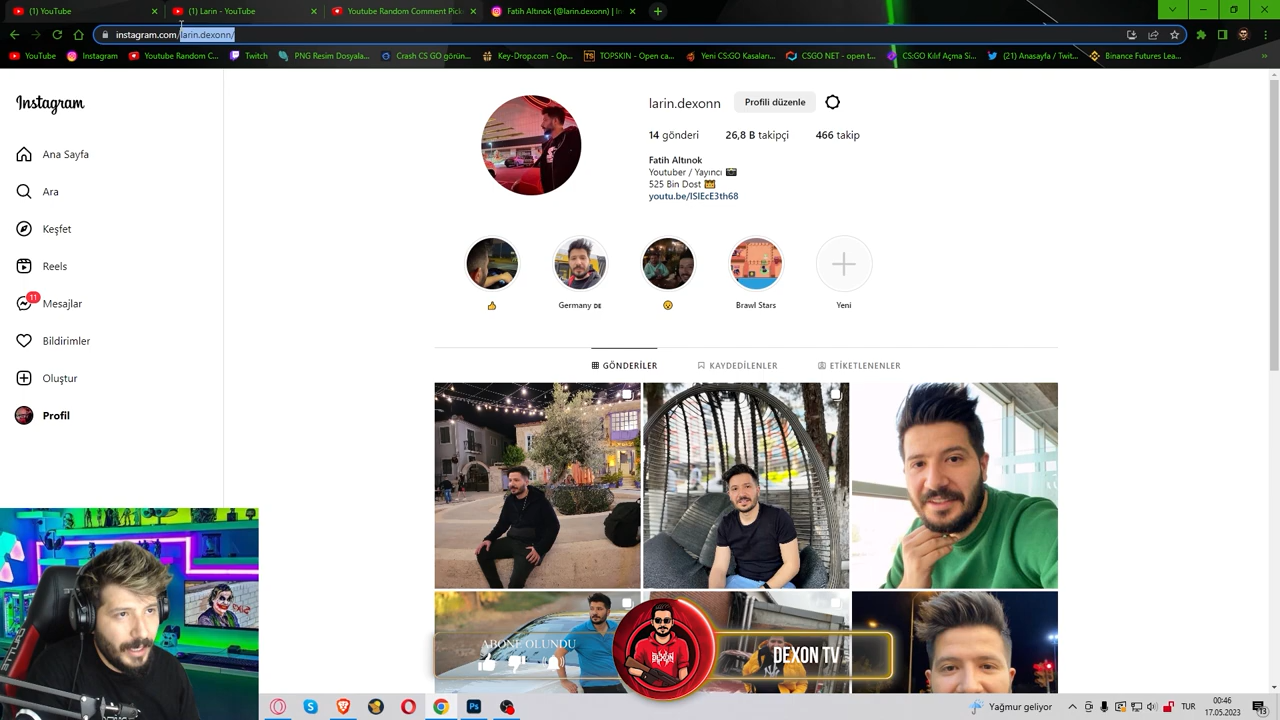 (1) YouTube
(1) Larin - YouTube
Youtube Random Comment Pick
Fatih Altınok (@larin.dexonn) | In
instagram.com/larin.dexonn/
YouTube
Instagram
Youtube Random C...
Twitch
PNG Resim Dosyala...
Crash CS GO görün...
Key-Drop.com - Op...
TOPSKIN - Open ca...
Yeni CS:GO Kasaları...
CSGO NET - open t...
CS:GO Kılıf Açma Si...
(21) Anasayfa / Twit...
Binance Futures Lea...
»
Instagram
Ana Sayfa
Ara
Keşfet
Reels
11
Mesajlar
Bildirimler
Oluştur
Profil
larin.dexonn
Profili düzenle
14 gönderi
26,8 B takipçi
466 takip
Fatih Altınok
Youtuber / Yayıncı
525 Bin Dost
youtu.be/ISIEcE3th68
Germany DE
Brawl Stars
Yeni
GÖNDERİLER
KAYDEDİLENLER
ETİKETLENENLER
ABONE OLUNDU
DEXON
DEXON TV
Ps
Yağmur geliyor
TUR
00:46
17.05.2023